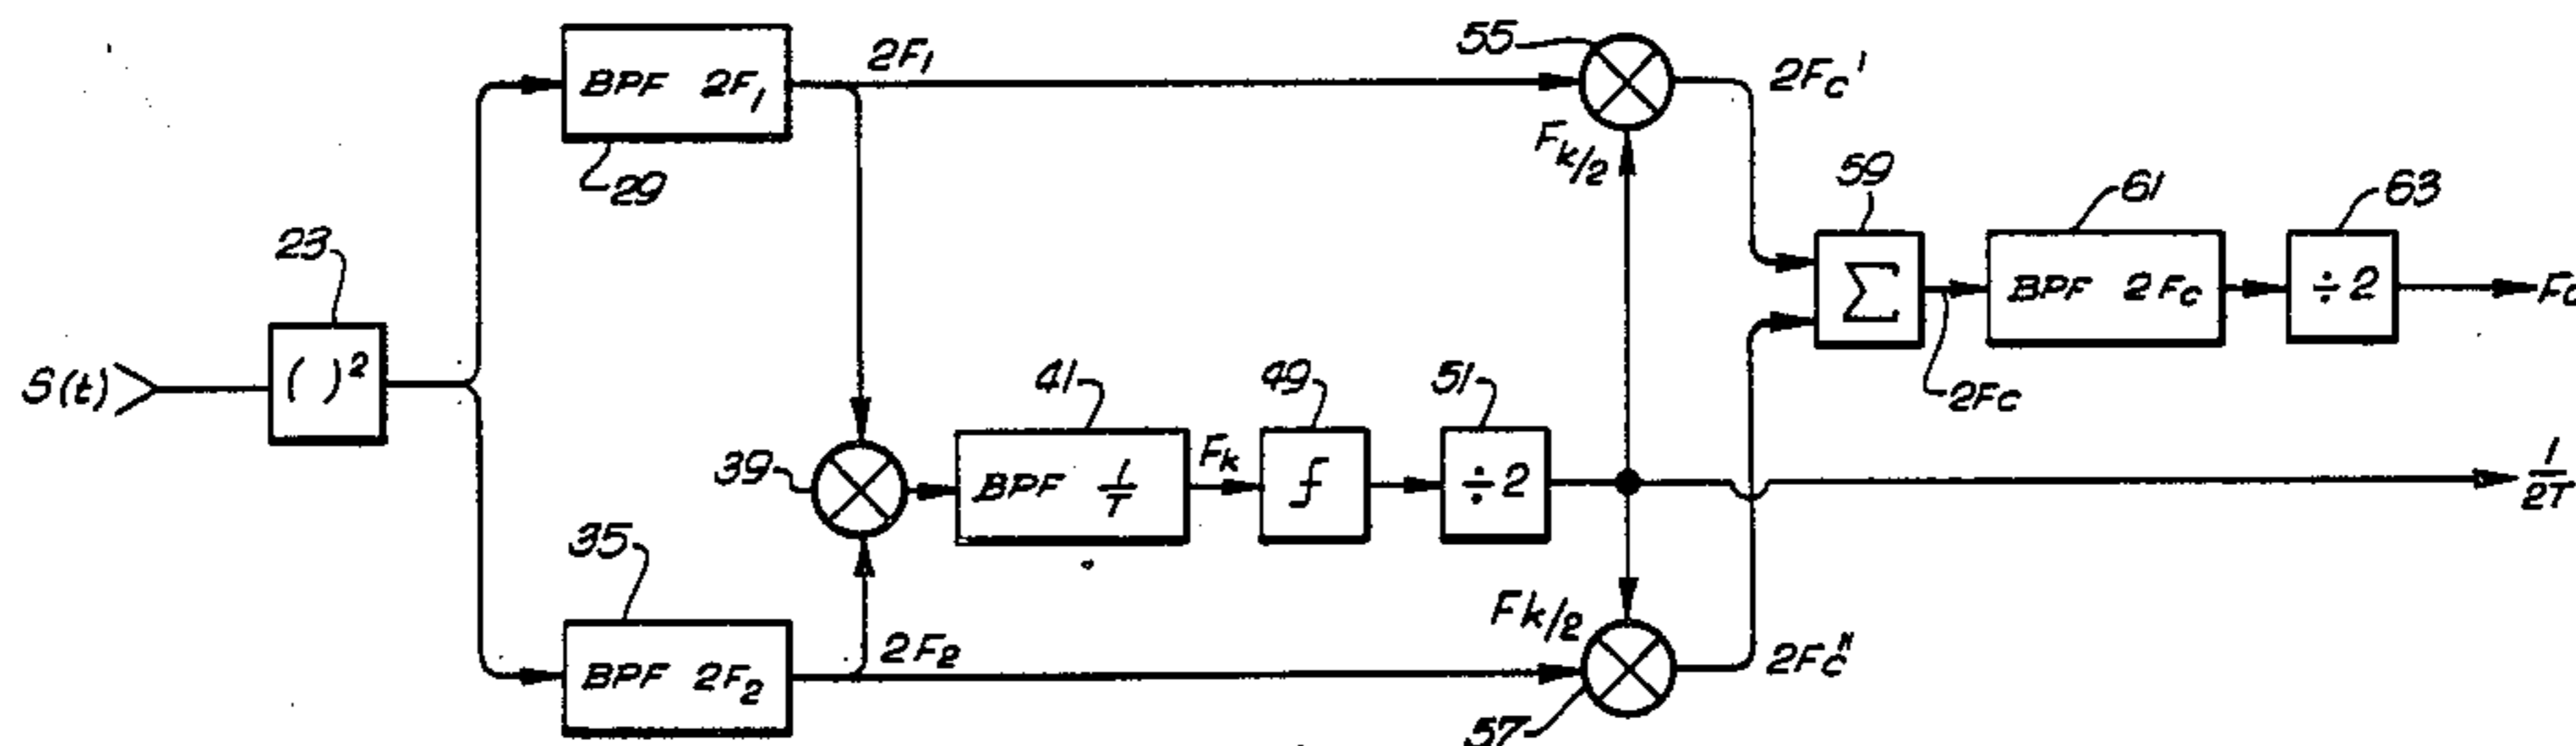 55
BPF 2F₁
2F₁
2Fc'
Fk/2
29
59
61
63
23
S(t)
( )²
Σ
BPF 2Fc
÷2
2Fc
41
49
51
39
BPF 1/T
Fk
∫
÷2
1/2T
35
BPF 2F₂
2F₂
Fk/2
2Fc"
57